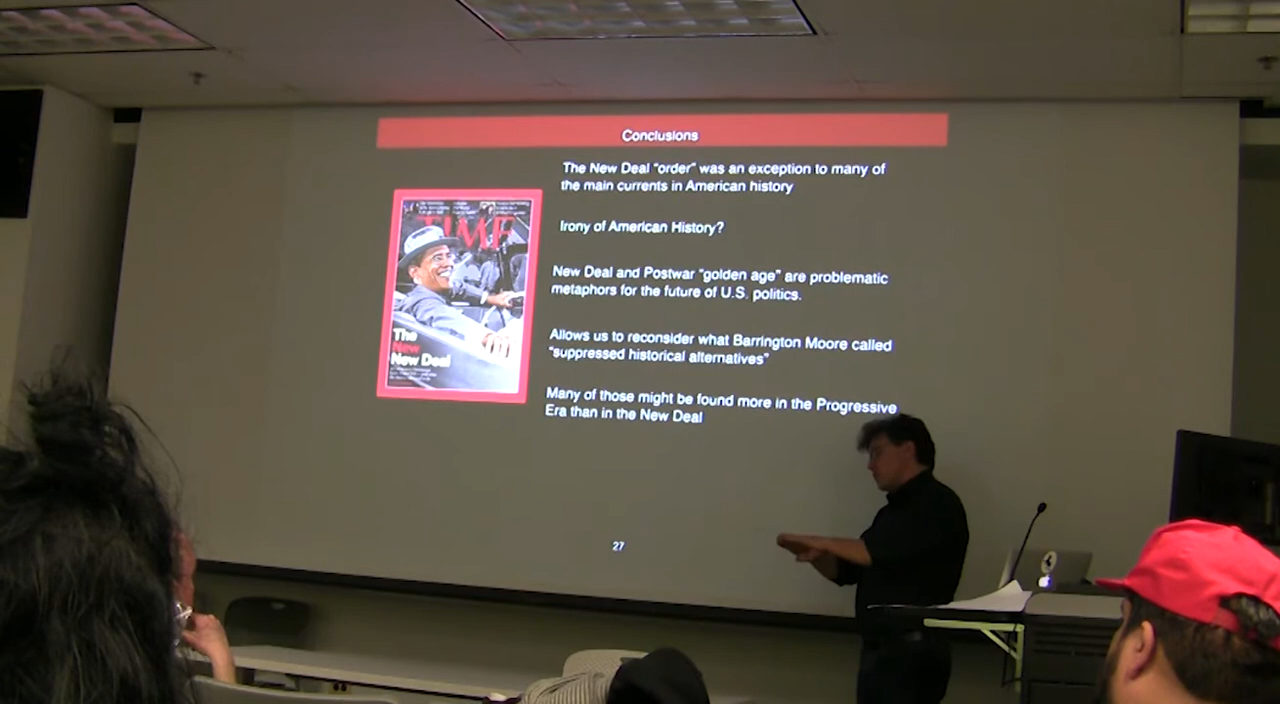 Conclusions
The New Deal “order” was an exception to many of
the main currents in American history
Irony of American History?
New Deal and Postwar “golden age” are problematic
metaphors for the future of U.S. politics.
Allows us to reconsider what Barrington Moore called
“suppressed historical alternatives”
Many of those might be found more in the Progressive
Era than in the New Deal
TIME
The
New
New Deal
27